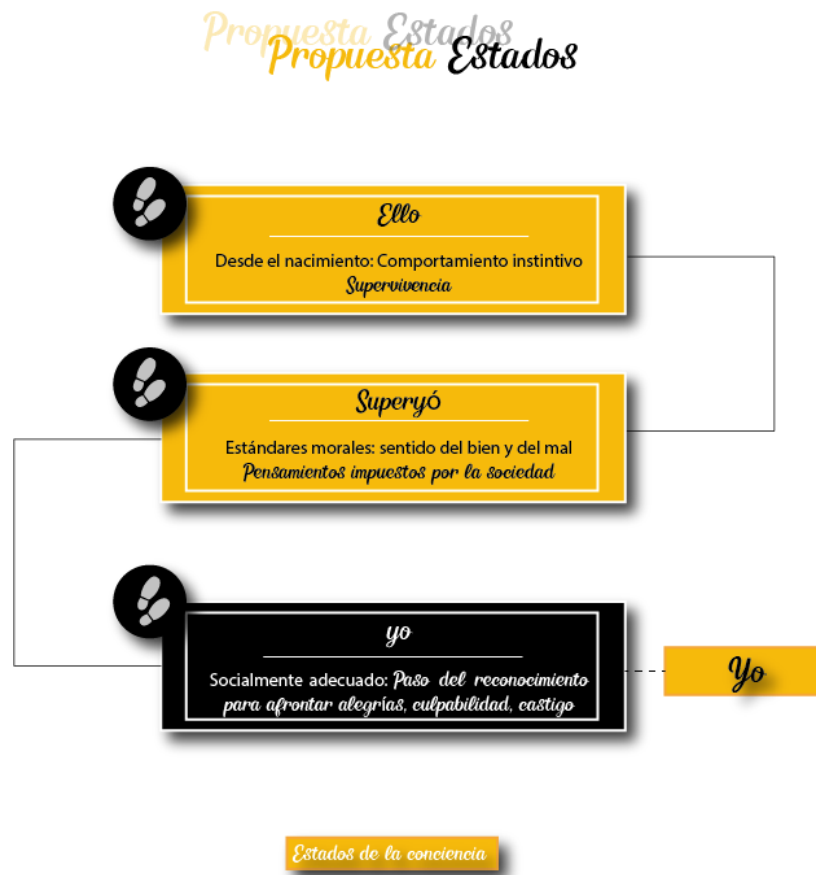 Propuesta Estados
Propuesta Estados
Ello
Desde el nacimiento: Comportamiento instintivo
Supervivencia
Superyó
Estándares morales: sentido del bien y del mal
Pensamientos impuestos por la sociedad
yo
Socialmente adecuado: Paso del reconocimiento
para afrontar alegrías, culpabilidad, castigo
Yo
Estados de la conciencia